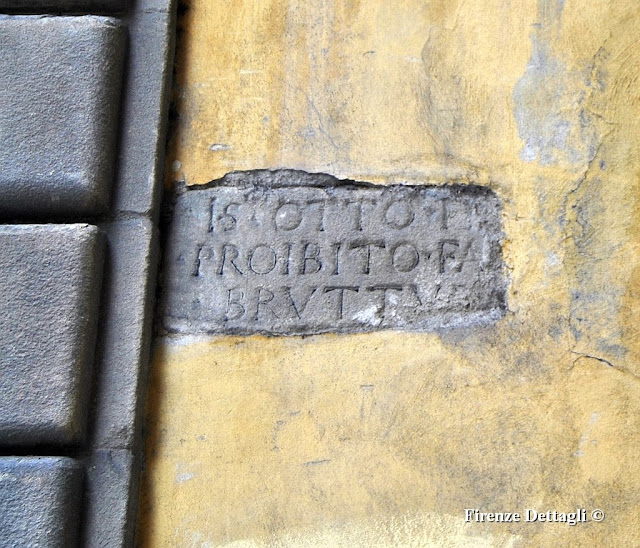 IS OTTO·
PROIBITO·FA
BRVTTV
Firenze Dettagli ©